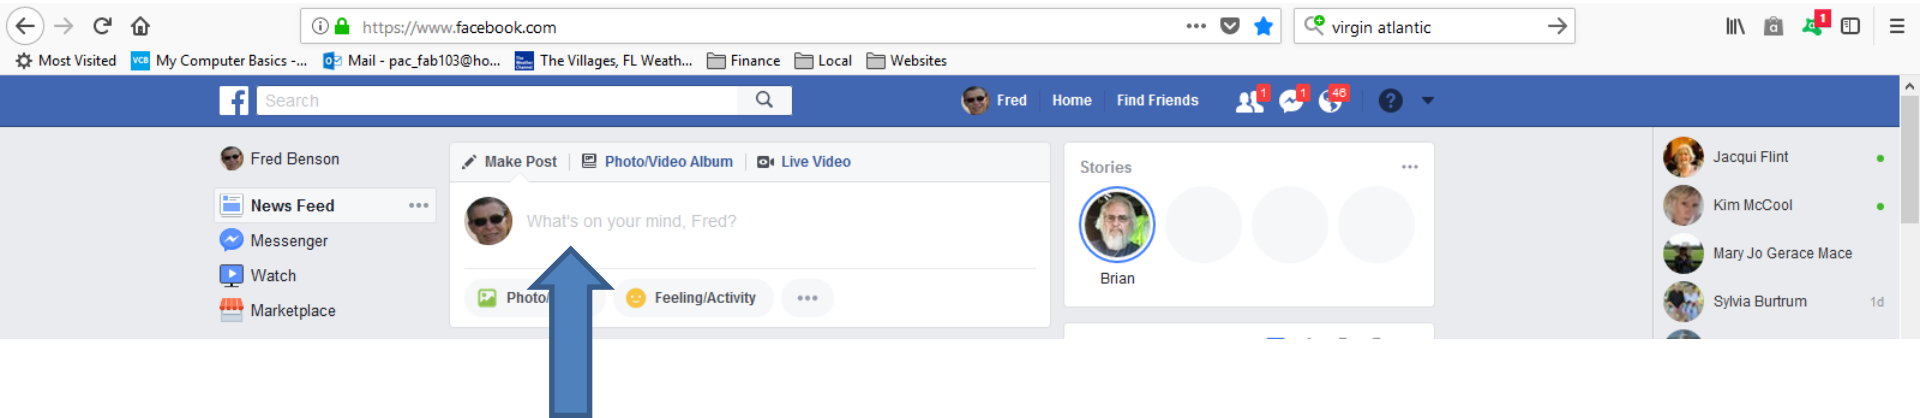 https://www.facebook.com
virgin atlantic
1
Most Visited
My Computer Basics -...
Mail - pac_fab103@ho...
The Villages, FL Weath...
Finance
Local
Websites
Search
Fred
Home
Find Friends
1
1
46
?
Fred Benson
News Feed
Messenger
Watch
Marketplace
Make Post
Photo/Video Album
Live Video
What's on your mind, Fred?
Photo/
Feeling/Activity
Stories
Brian
Jacqui Flint
Kim McCool
Mary Jo Gerace Mace
Sylvia Burtrum
1d